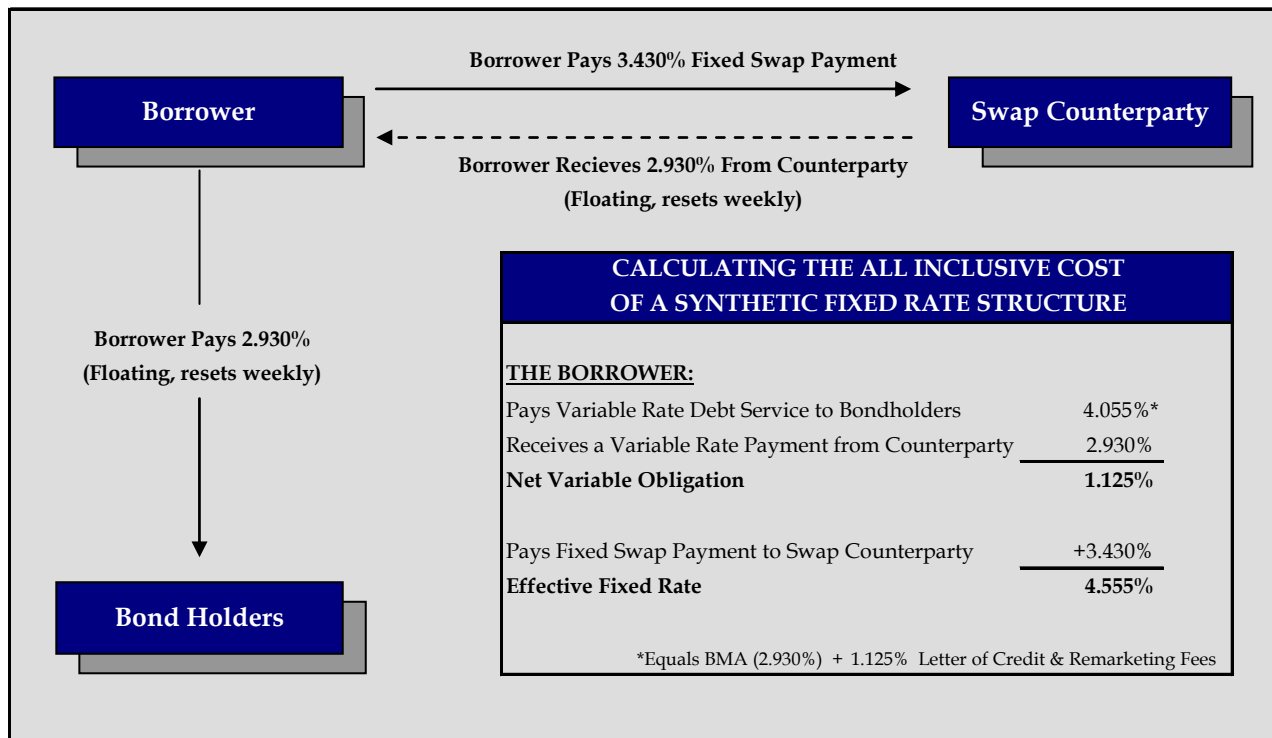 Borrower Pays 3.430% Fixed Swap Payment
Borrower
Swap Counterparty
Borrower Recieves 2.930% From Counterparty
(Floating, resets weekly)
Borrower Pays 2.930%
(Floating, resets weekly)
Bond Holders
CALCULATING THE ALL INCLUSIVE COST
OF A SYNTHETIC FIXED RATE STRUCTURE
THE BORROWER:
Pays Variable Rate Debt Service to Bondholders 4.055%*
Receives a Variable Rate Payment from Counterparty 2.930%
Net Variable Obligation 1.125%
Pays Fixed Swap Payment to Swap Counterparty +3.430%
Effective Fixed Rate 4.555%
*Equals BMA (2.930%) + 1.125% Letter of Credit & Remarketing Fees